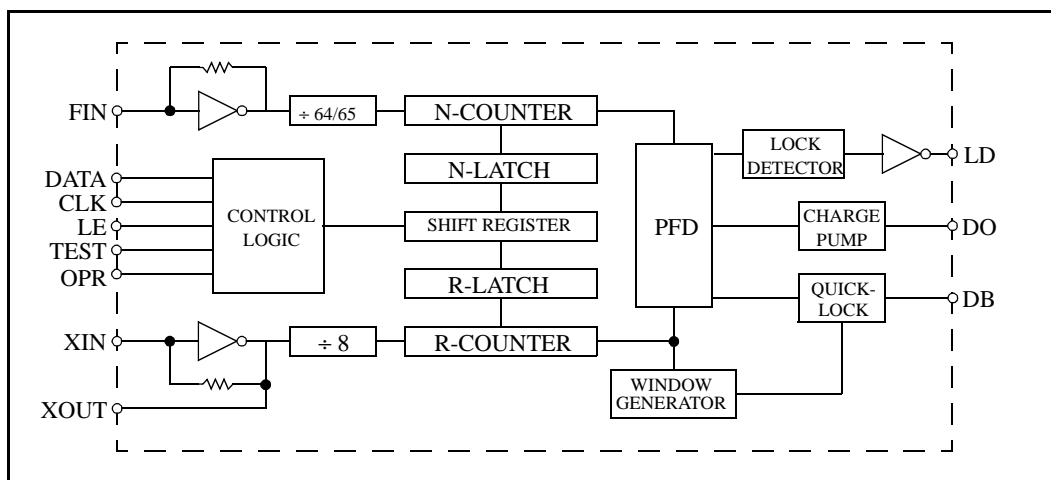 FIN
÷ 64/65
N-COUNTER
DATA
CLK
LE
TEST
OPR
CONTROL
LOGIC
N-LATCH
SHIFT REGISTER
R-LATCH
PFD
LOCK
DETECTOR
LD
CHARGE
PUMP
DO
QUICK-
LOCK
DB
XIN
÷ 8
R-COUNTER
XOUT
WINDOW
GENERATOR